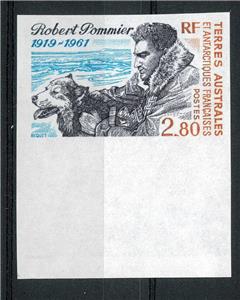 Robert Pommier
1919-1961
RF
TERRES AUSTRALES
ET ANTARCTIQUES FRANÇAISES
POSTES
2.80